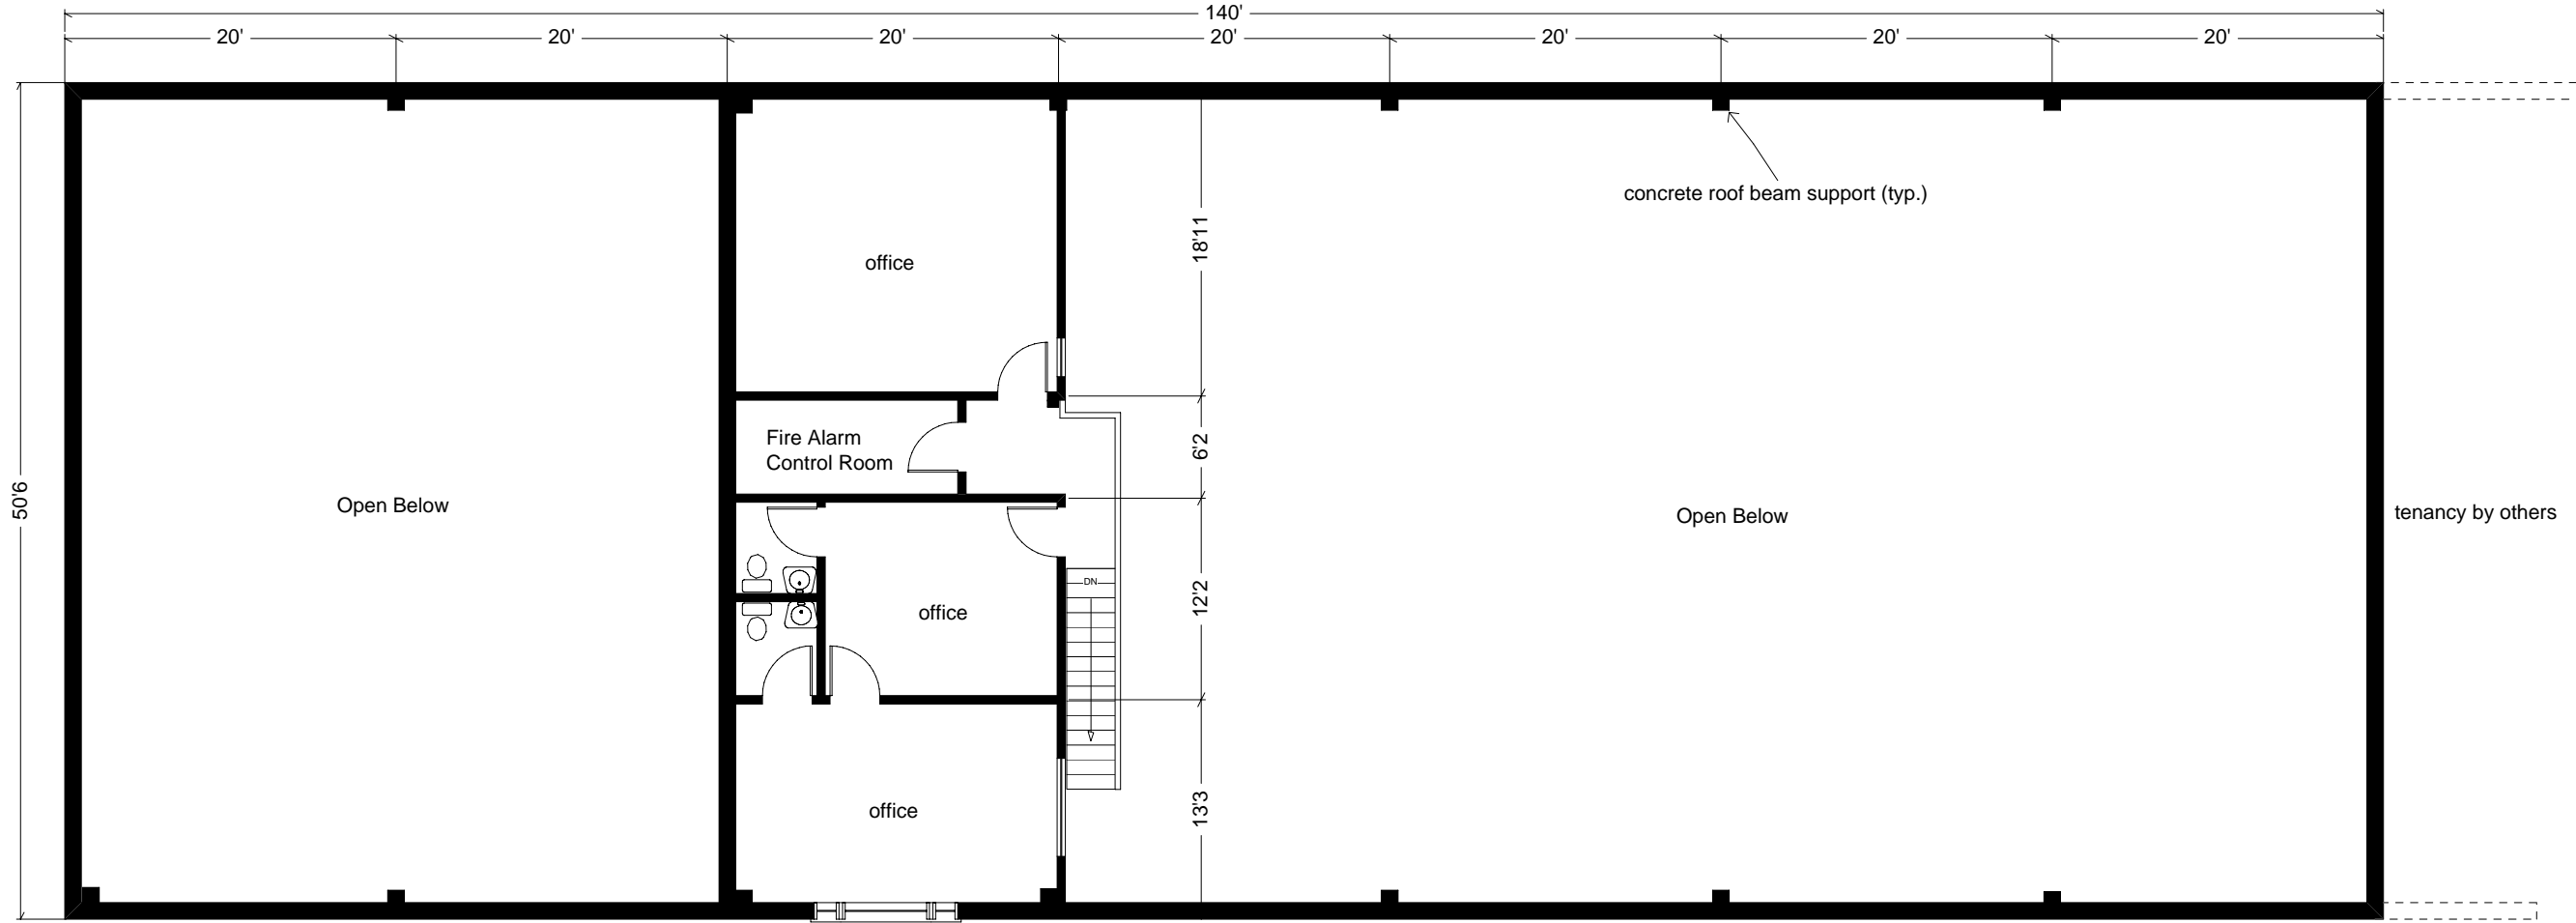 140'
20'
20'
20'
20'
20'
20'
20'
concrete roof beam support (typ.)
18'11
office
Fire Alarm
Control Room
6'2
50'6
Open Below
Open Below
tenancy by others
DN
12'2
office
13'3
office